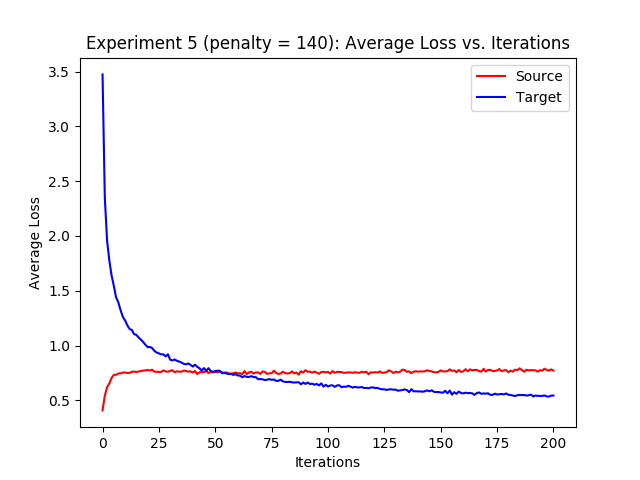 Experiment 5 (penalty = 140): Average Loss vs. Iterations
Source
Target
Average Loss
3.5
3.0
2.5
2.0
1.5
1.0
0.5
0 25 50 75 100 125 150 175 200
Iterations